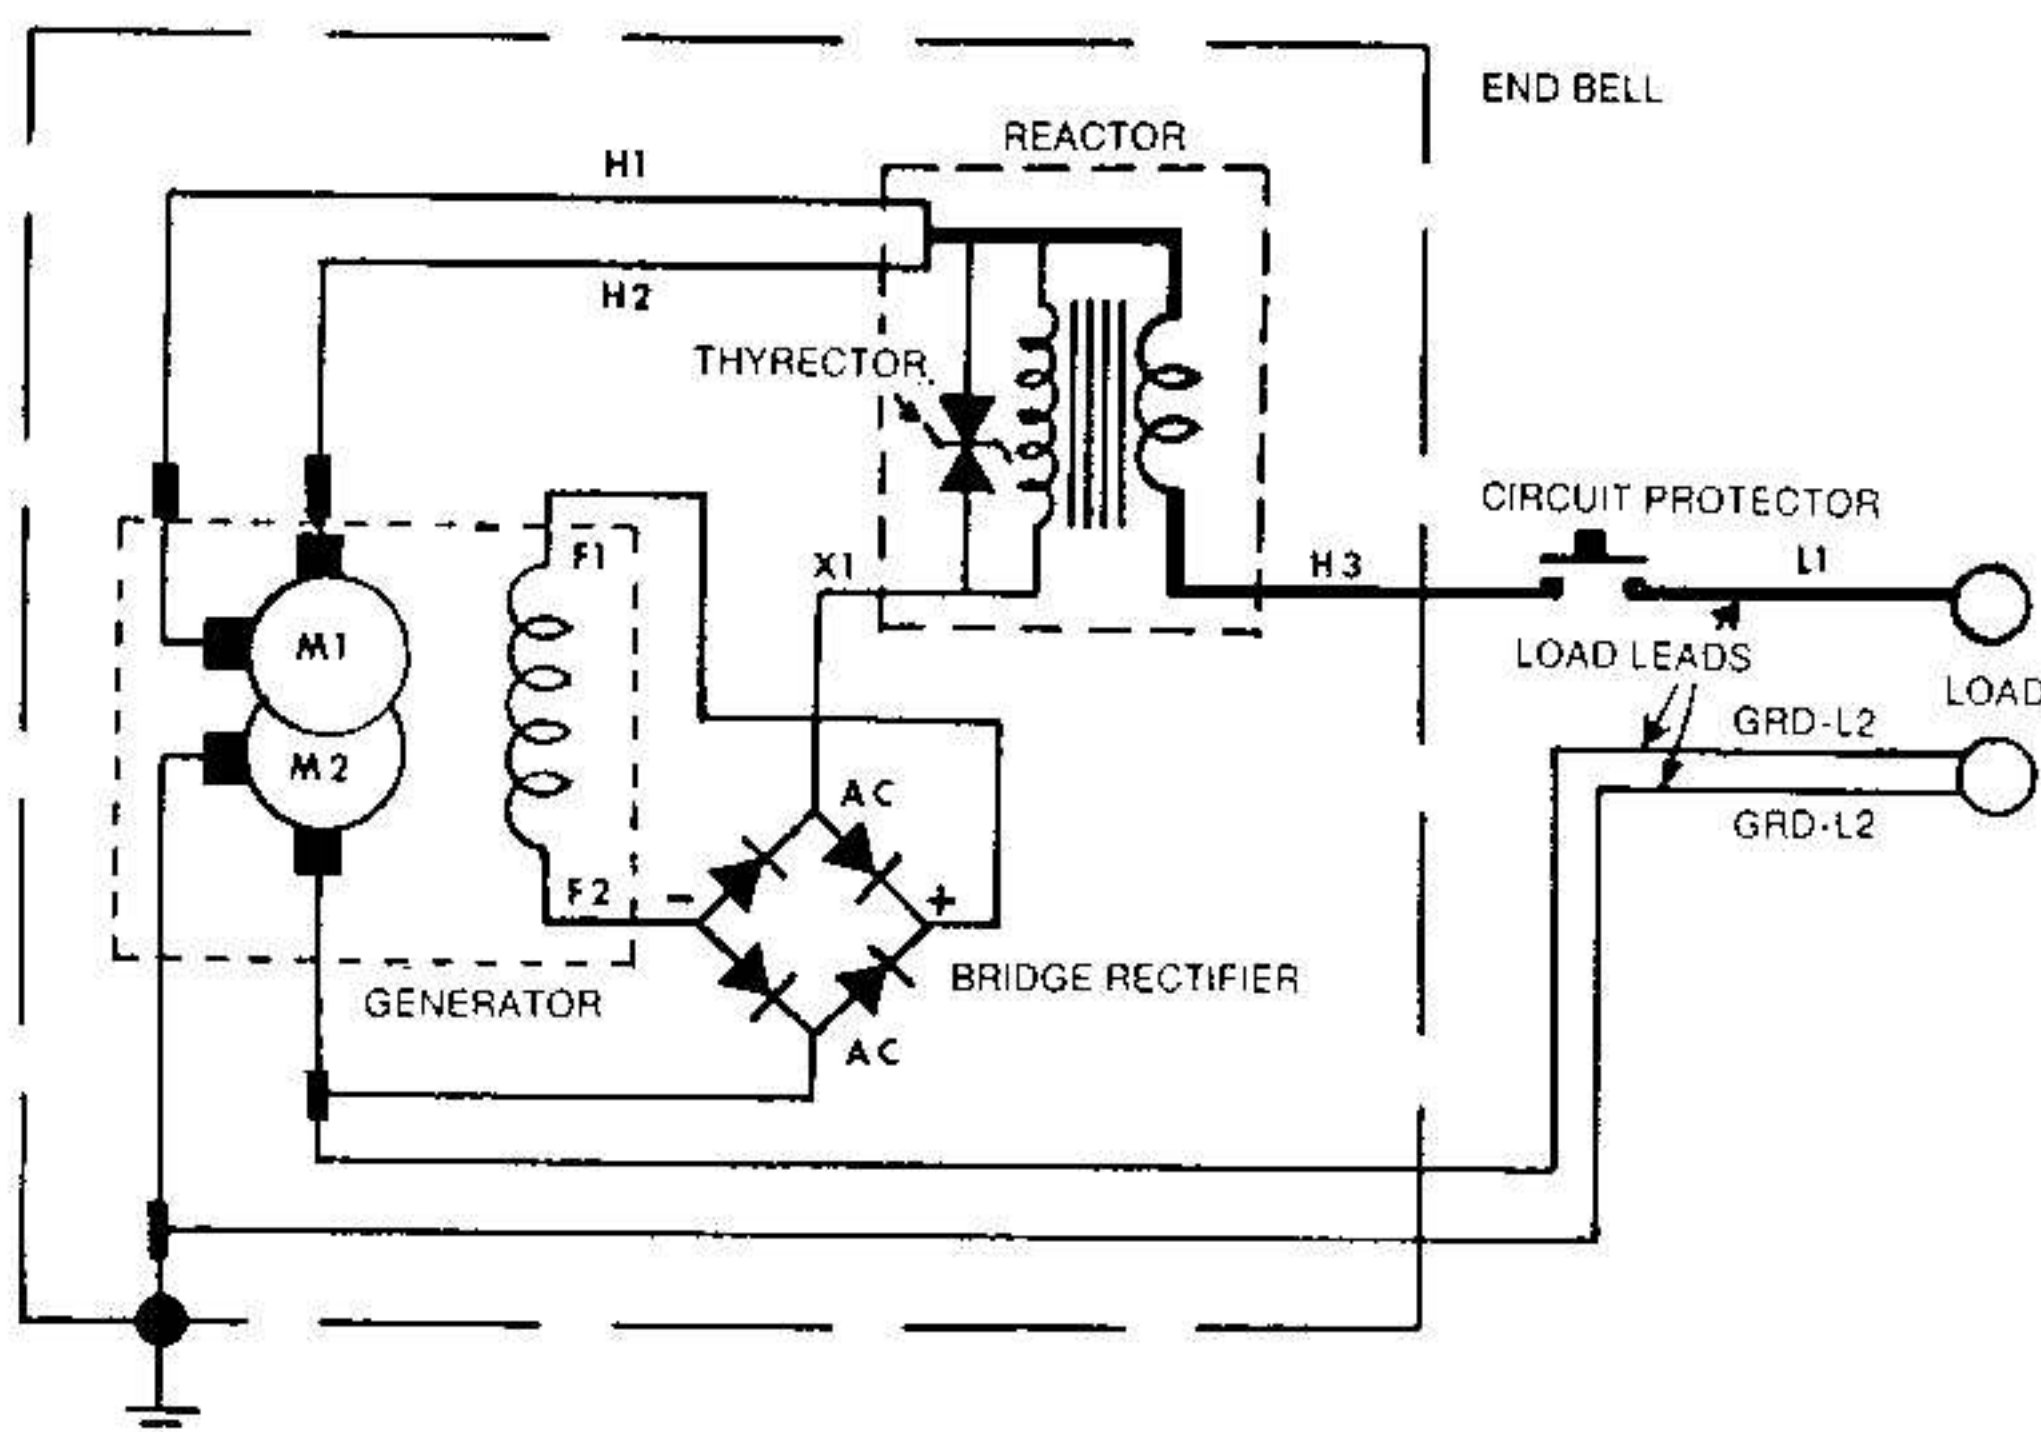 END BELL
REACTOR
H1
H2
THYRECTOR
CIRCUIT PROTECTOR
F1
X1
H3
L1
M1
LOAD LEADS
LOAD
GRD-L2
M2
AC
GRD-L2
F2
-
+
BRIDGE RECTIFIER
GENERATOR
AC